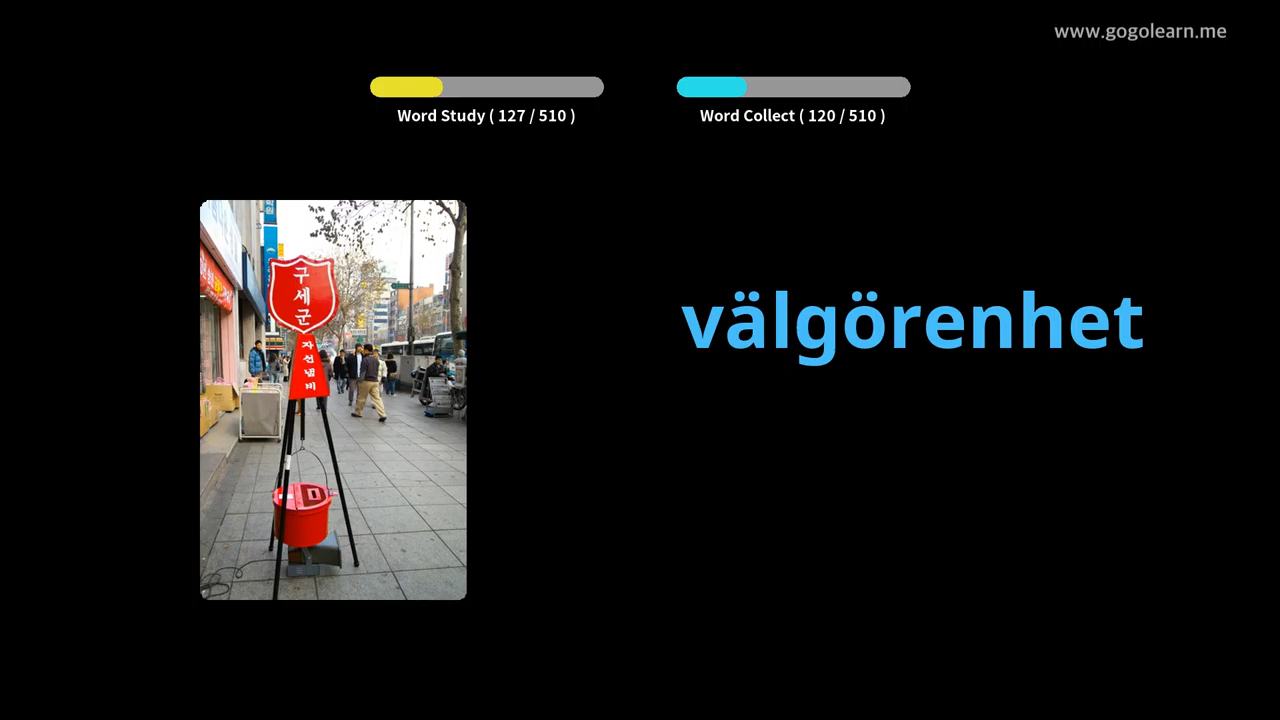 www.gogolearn.me
Word Study ( 127 / 510 )
Word Collect ( 120 / 510 )
välgörenhet
구세군
자선냄비